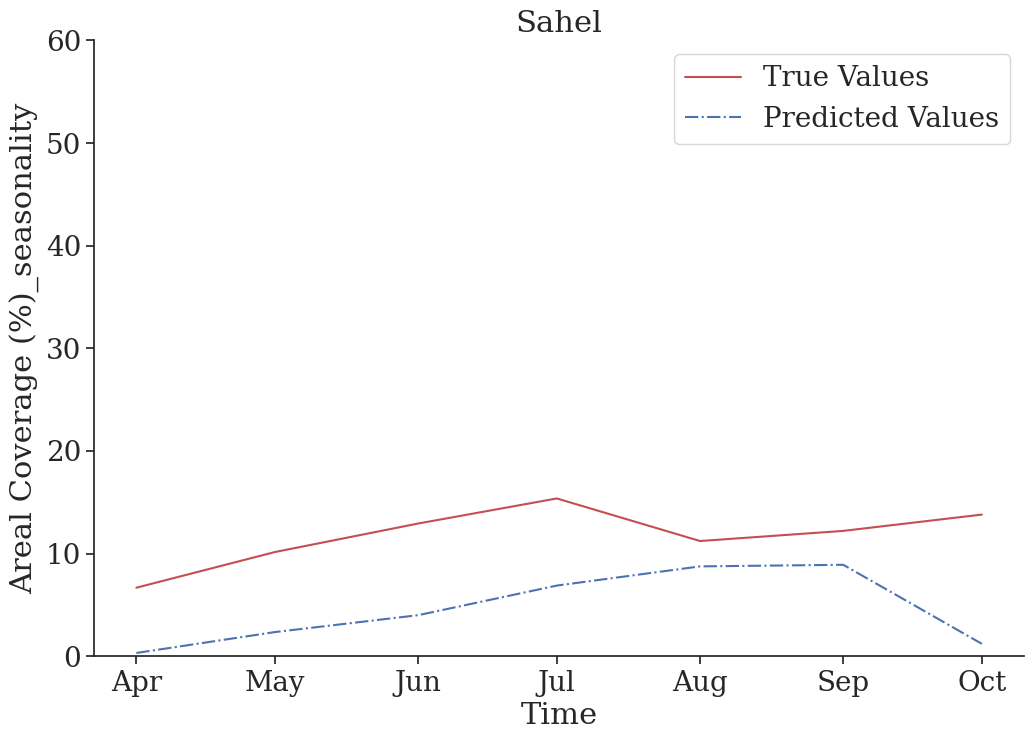 Sahel
True Values
Predicted Values
Areal Coverage (%)_seasonality
60
50
40
30
20
10
0
Apr May Jun Jul Aug Sep Oct
Time